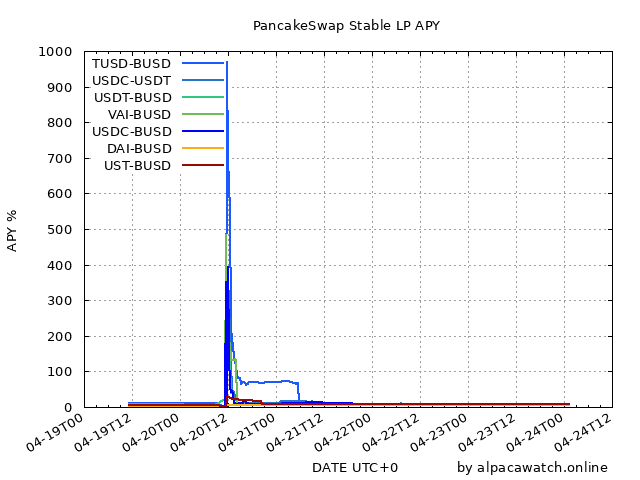 PancakeSwap Stable LP APY
1000
900
800
700
600
500
400
300
200
100
0
APY %
TUSD-BUSD
USDC-USDT
USDT-BUSD
VAI-BUSD
USDC-BUSD
DAI-BUSD
UST-BUSD
04-19T00
04-19T12
04-20T00
04-20T12
04-21T00
04-21T12
04-22T00
04-22T12
04-23T00
04-23T12
04-24T00
04-24T12
DATE UTC+0
by alpacawatch.online